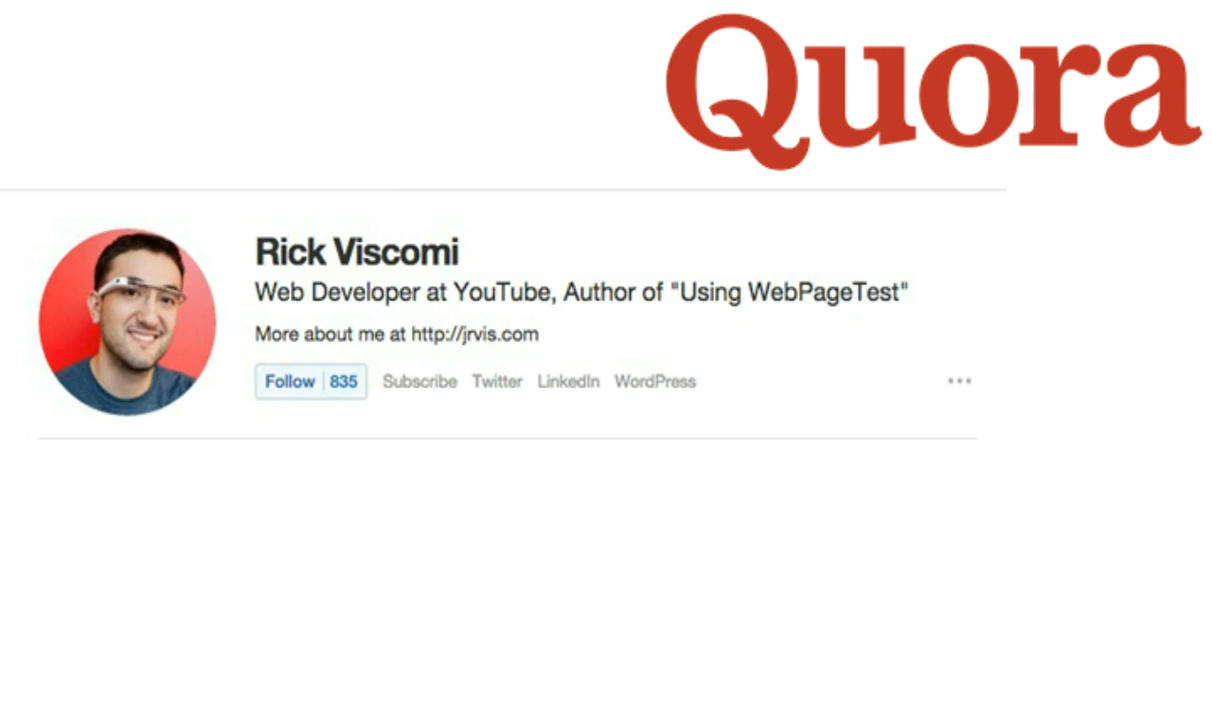 Quora
Rick Viscomi
Web Developer at YouTube, Author of "Using WebPageTest"
More about me at http://jrvis.com
Follow 835 Subscribe Twitter LinkedIn WordPress ...